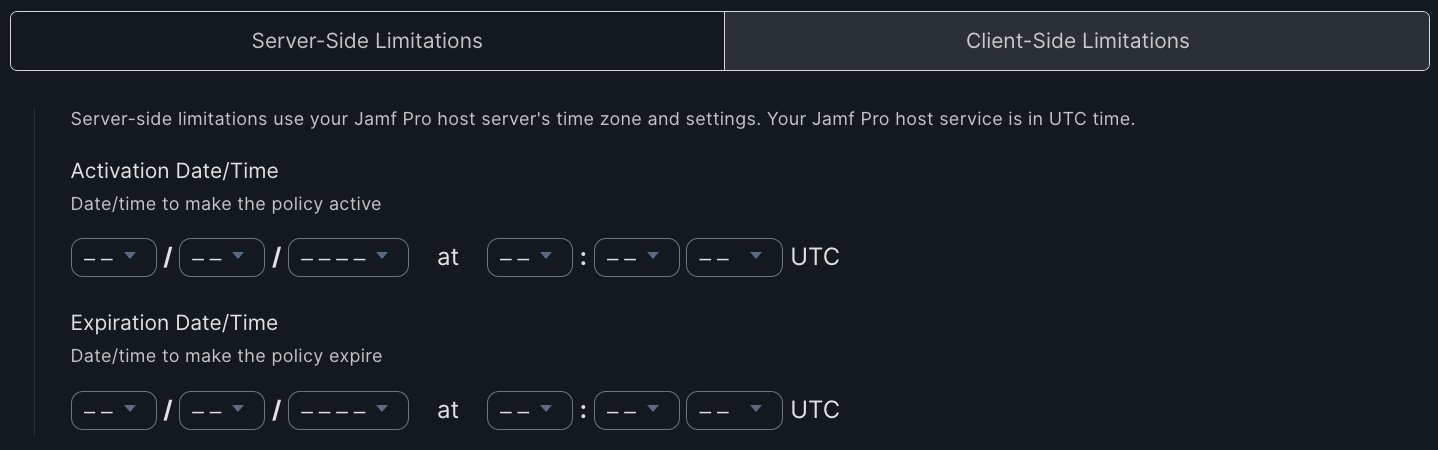 Server-Side Limitations
Client-Side Limitations
Server-side limitations use your Jamf Pro host server's time zone and settings. Your Jamf Pro host service is in UTC time.
Activation Date/Time
Date/time to make the policy active
-- / -- / ---- at -- : -- -- UTC
Expiration Date/Time
Date/time to make the policy expire
-- / -- / ---- at -- : -- -- UTC